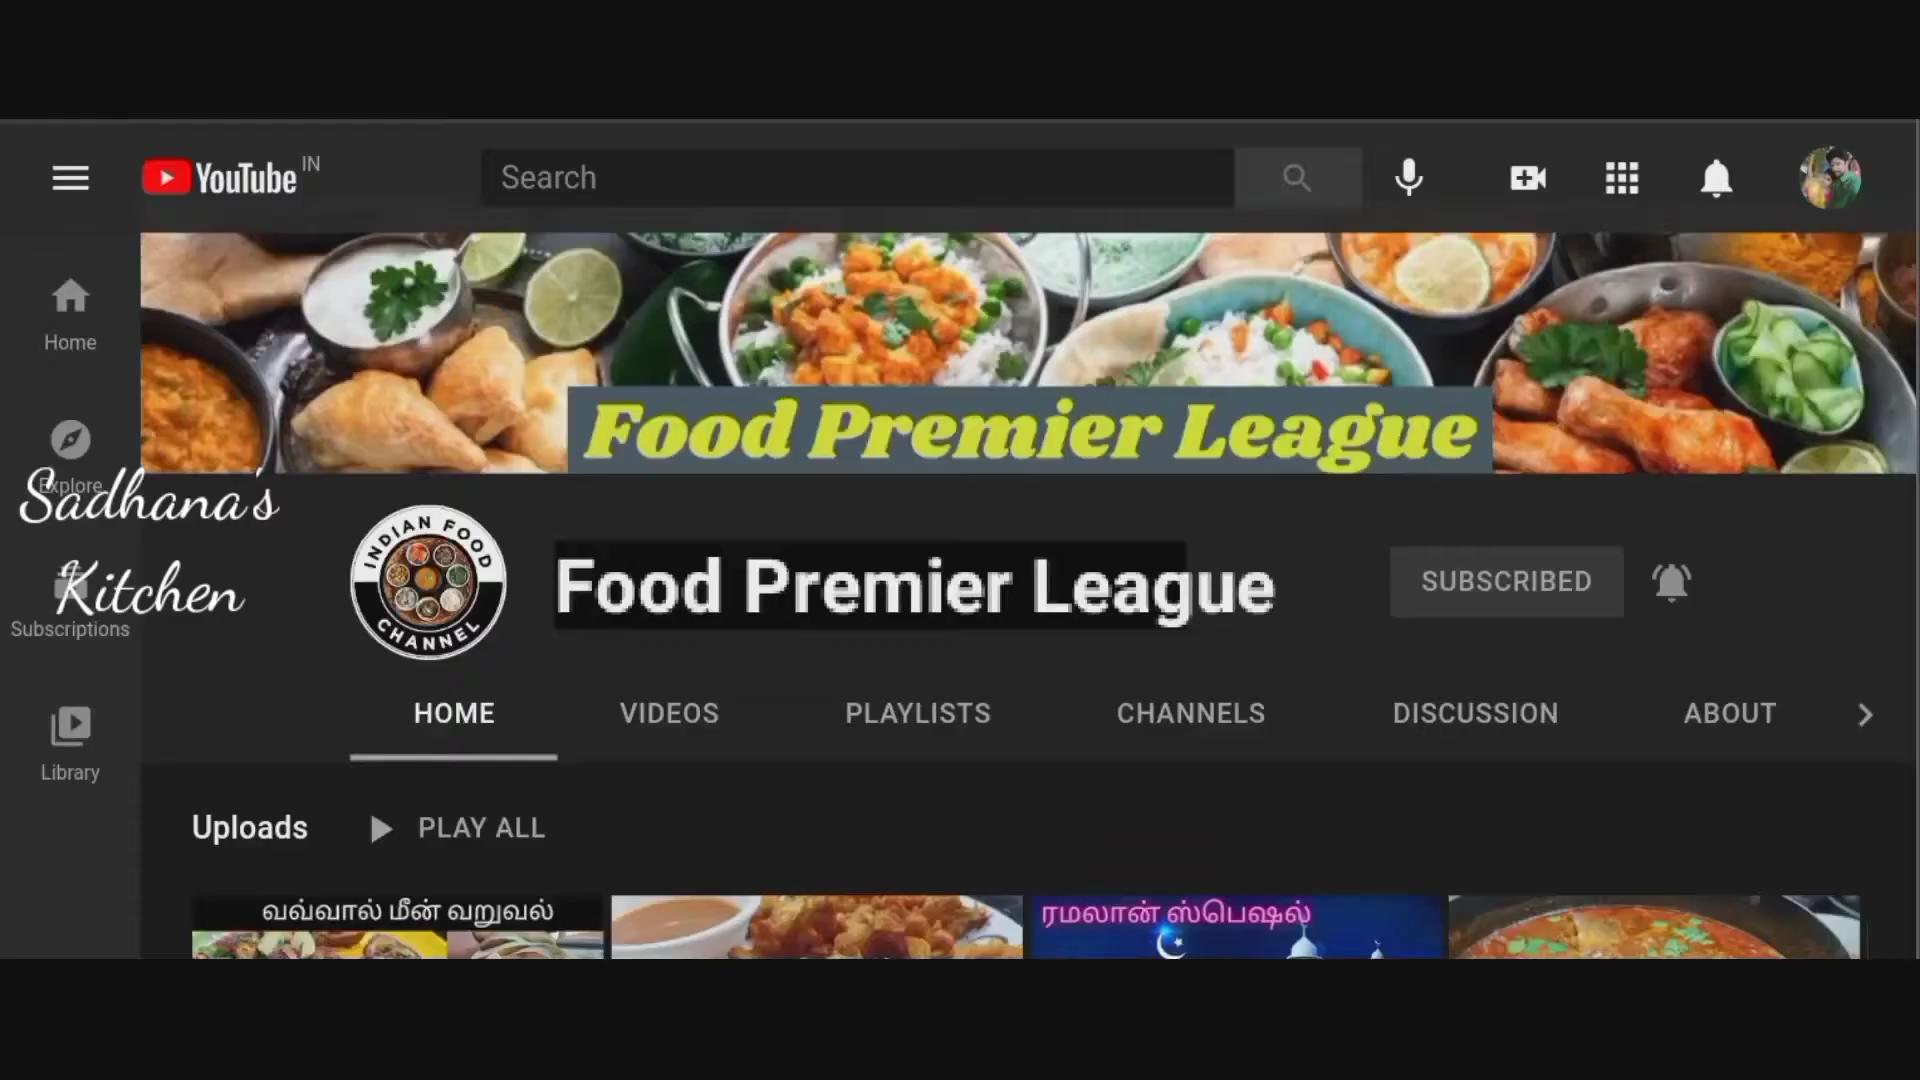 YouTube IN
Search
Home
Food Premier League
Explore
Sadhana's
Kitchen
Subscriptions
INDIAN FOOD
CHANNEL
Food Premier League
SUBSCRIBED
HOME
VIDEOS
PLAYLISTS
CHANNELS
DISCUSSION
ABOUT
Library
Uploads
PLAY ALL
வவ்வால் மீன் வறுவல்
ரமலான் ஸ்பெஷல்